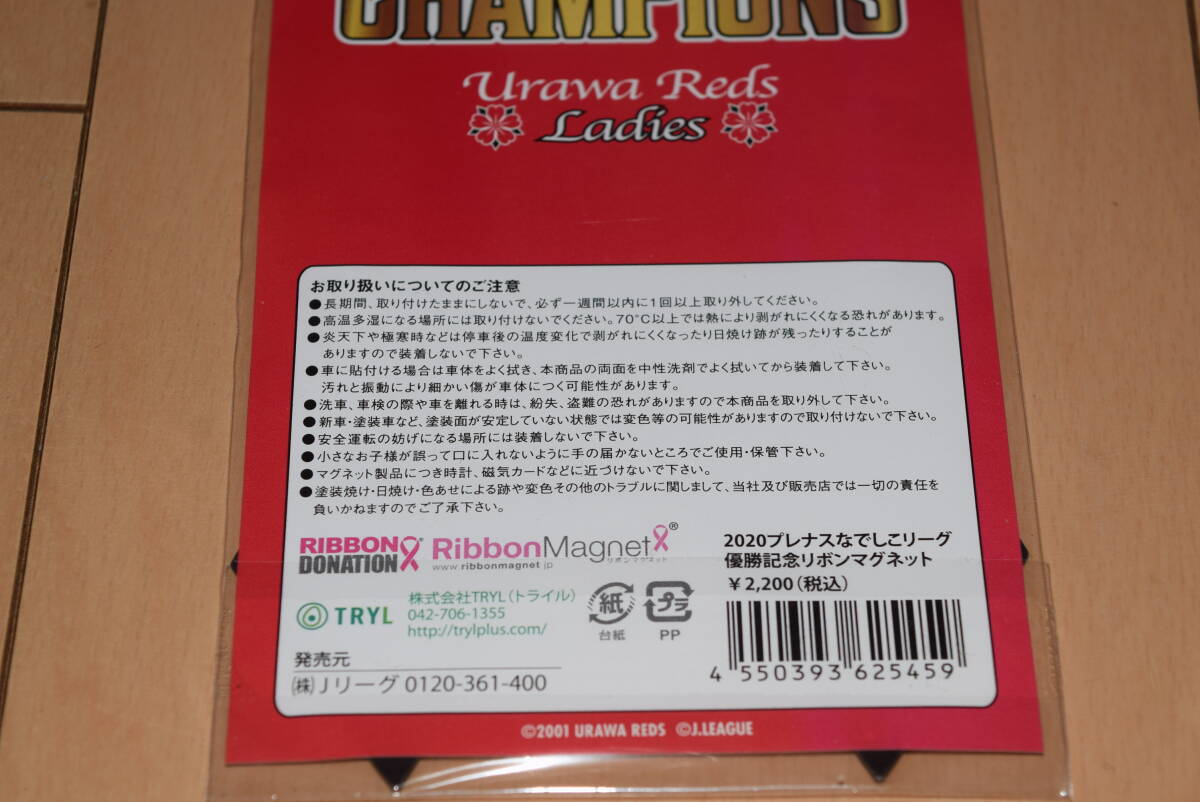 CHAMPIONS
Urawa Reds
Ladies
お取り扱いについてのご注意
●長期間、取り付けたままにしないで、必ず一週間以内に1回以上取り外してください。
●高温多湿になる場所には取り付けないでください。70°C以上では熱により剥がれにくくなる恐れがあります。
●炎天下や極寒時などは停車後の温度変化で剥がれにくくなったり日焼け跡が残ったりすることが
ありますので装着しないで下さい。
●車に貼付ける場合は車体をよく拭き、本商品の両面を中性洗剤でよく拭いてから装着して下さい。
汚れと振動により細かい傷が車体につく可能性があります。
●洗車、車検の際や車を離れる時は、紛失、盗難の恐れがありますので本商品を取り外して下さい。
●新車・塗装車など、塗装面が安定していない状態では変色等の可能性がありますので取り付けないで下さい。
●安全運転の妨げになる場所には装着しないで下さい。
●小さなお子様が誤って口に入れないように手の届かないところでご使用・保管下さい。
●マグネット製品につき時計、磁気カードなどに近づけないで下さい。
●塗装焼け・日焼け・色あせによる跡や変色その他のトラブルに関しまして、当社及び販売店では一切の責任を
負いかねますのでご了承下さい。
RIBBON
DONATION
RibbonMagnet®
リボンマグネット
www.ribbonmagnet.jp
2020プレナスなでしこリーグ
優勝記念リボンマグネット
¥2,200(税込)
TRYL
株式会社TRYL(トライル)
042-706-1355
http://trylplus.com/
紙
台紙
プラ
PP
4 550393 625459
発売元
㈱Jリーグ 0120-361-400
©2001 URAWA REDS ©J.LEAGUE